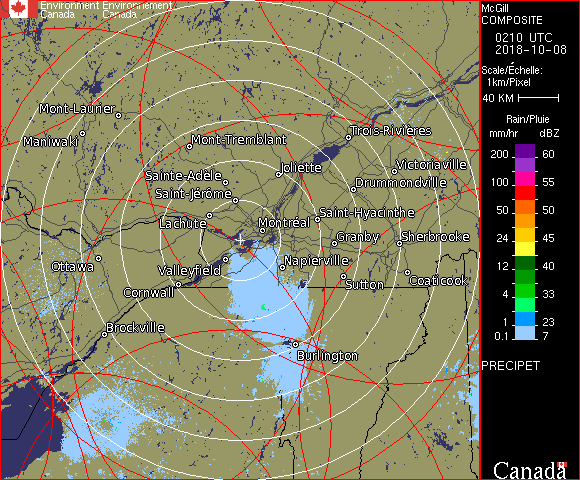 Environment Environnement
Canada Canada
McGill
COMPOSITE
0210 UTC
2018-10-08
Scale/Échelle:
1km/Pixel
40 KM
Rain/Pluie
mm/hr dBZ
200 60
100 55
50 50
24 45
12 40
4 33
1 23
0.1 7
PRECIPET
Canada
Mont-Laurier
Maniwaki
Mont-Tremblant
Trois-Rivières
Sainte-Adèle
Joliette
Victoriaville
Saint-Jérôme
Drummondville
Lachute
Montréal
Saint-Hyacinthe
Granby
Sherbrooke
Ottawa
Valleyfield
Napierville
Cornwall
Sutton
Coaticook
Brockville
Burlington